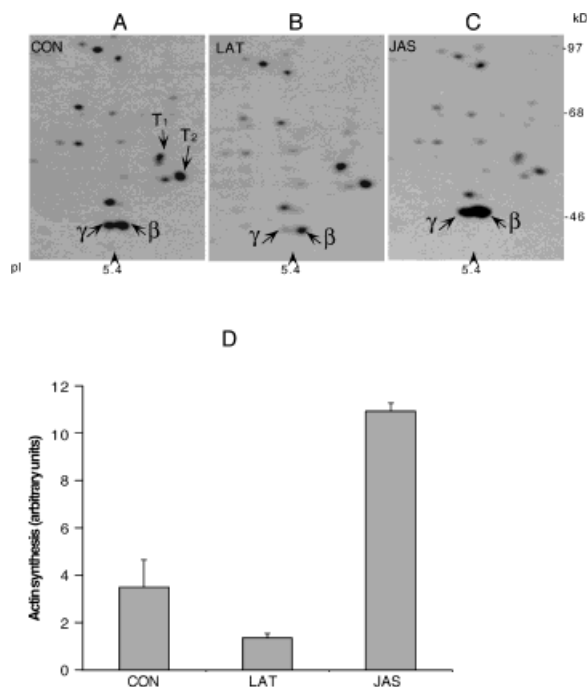 A B C kD
CON LAT JAS -97
-68
T1 T2
-46
γ β γ β γ β
pI 5.4 5.4 5.4
D
Actin synthesis (arbitrary units)
12
10
8
6
4
2
0
CON LAT JAS